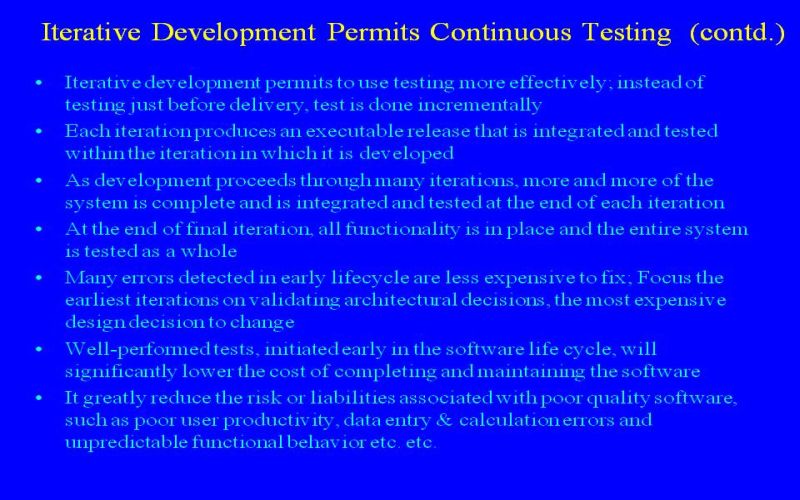 Iterative Development Permits Continuous Testing (contd.)
• Iterative development permits to use testing more effectively; instead of
testing just before delivery, test is done incrementally
• Each iteration produces an executable release that is integrated and tested
within the iteration in which it is developed
• As development proceeds through many iterations, more and more of the
system is complete and is integrated and tested at the end of each iteration
• At the end of final iteration, all functionality is in place and the entire system
is tested as a whole
• Many errors detected in early lifecycle are less expensive to fix; Focus the
earliest iterations on validating architectural decisions, the most expensive
design decision to change
• Well-performed tests, initiated early in the software life cycle, will
significantly lower the cost of completing and maintaining the software
• It greatly reduce the risk or liabilities associated with poor quality software,
such as poor user productivity, data entry & calculation errors and
unpredictable functional behavior etc. etc.